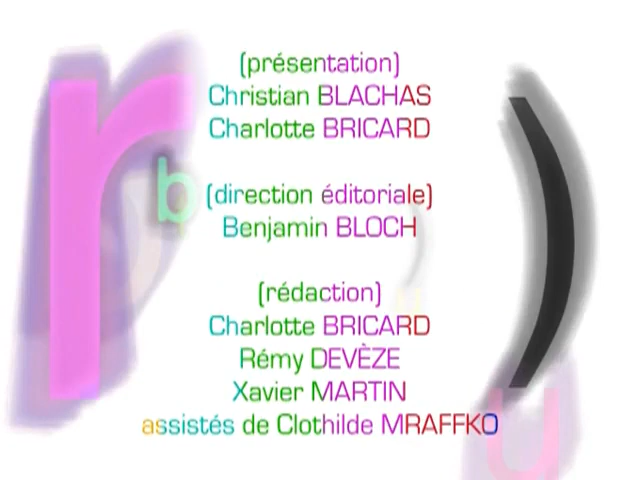 (présentation)
Christian BLACHAS
Charlotte BRICARD
(direction éditoriale)
Benjamin BLOCH
(rédaction)
Charlotte BRICARD
Rémy DEVÈZE
Xavier MARTIN
assistés de Clothilde MRAFFKO
r
b
)
u